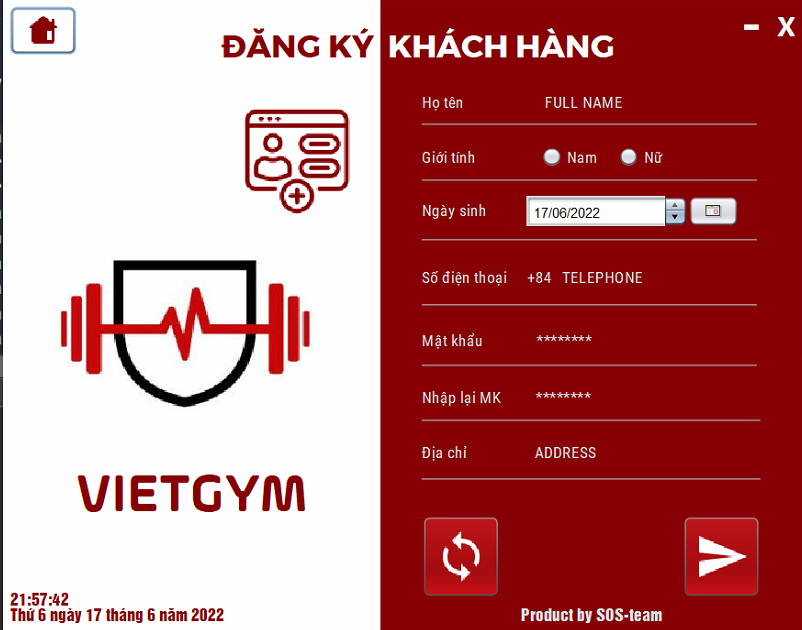 X
ĐĂNG KÝ KHÁCH HÀNG
Họ tên FULL NAME
Giới tính Nam Nữ
Ngày sinh 17/06/2022
Số điện thoại +84 TELEPHONE
Mật khẩu ********
Nhập lại MK ********
Địa chỉ ADDRESS
VIETGYM
21:57:42
Thứ 6 ngày 17 tháng 6 năm 2022
Product by SOS-team